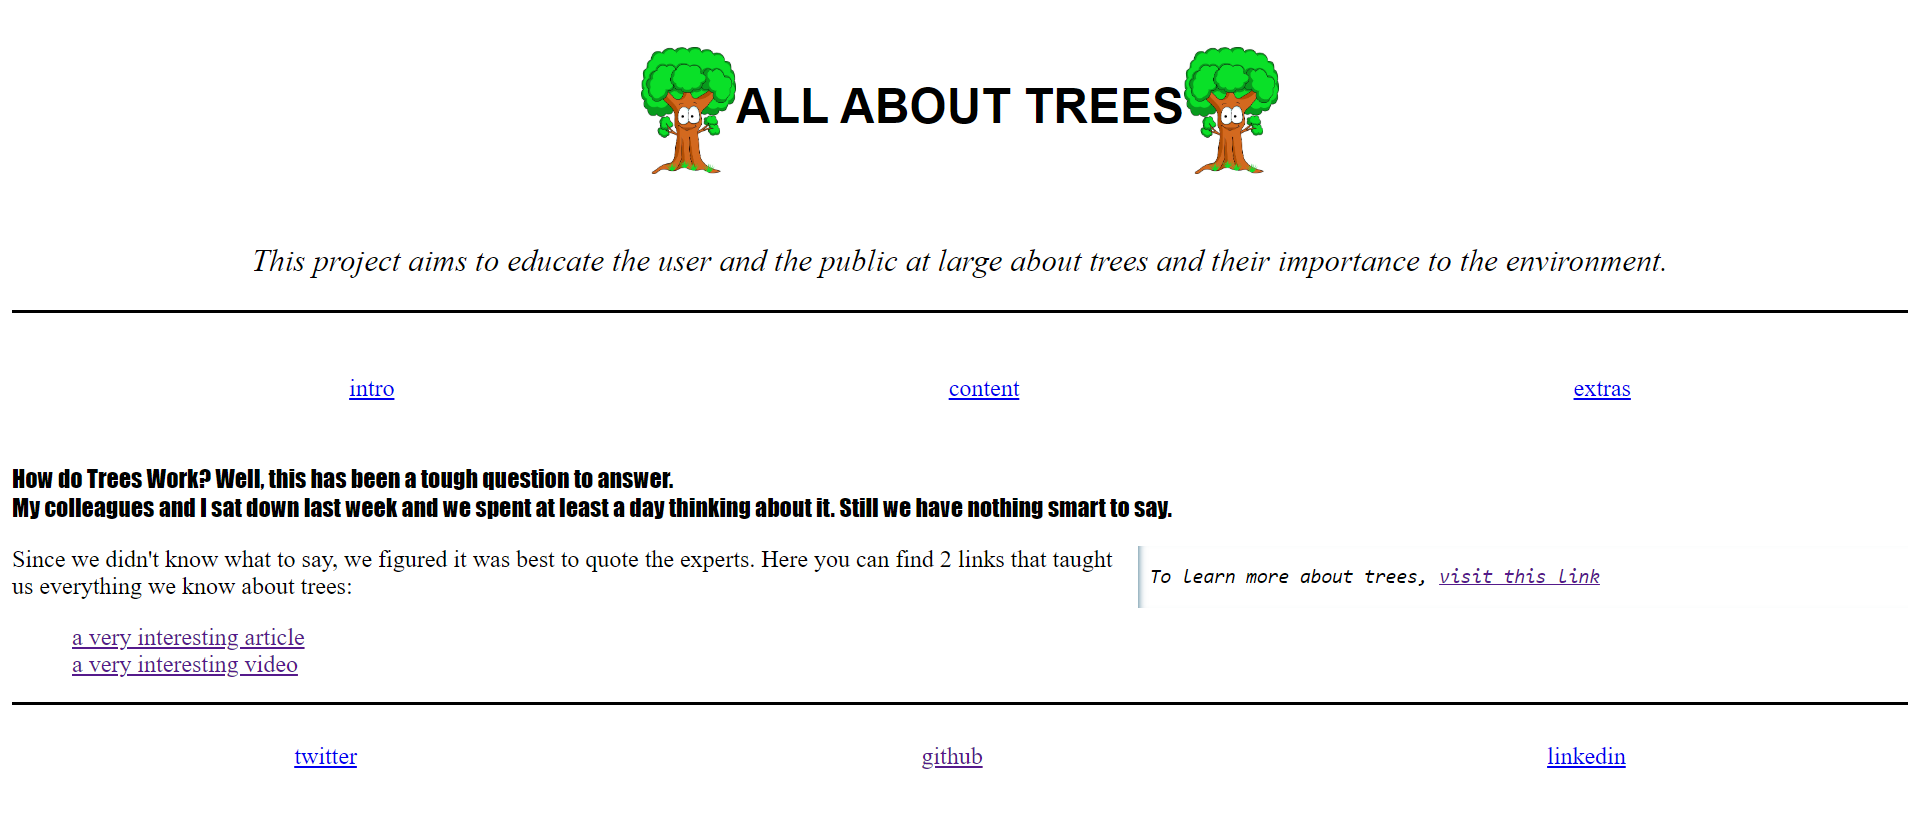 ALL ABOUT TREES
This project aims to educate the user and the public at large about trees and their importance to the environment.
intro
content
extras
How do Trees Work? Well, this has been a tough question to answer.
My colleagues and I sat down last week and we spent at least a day thinking about it. Still we have nothing smart to say.
Since we didn't know what to say, we figured it was best to quote the experts. Here you can find 2 links that taught
us everything we know about trees:
a very interesting article
a very interesting video
To learn more about trees, visit this link
twitter
github
linkedin